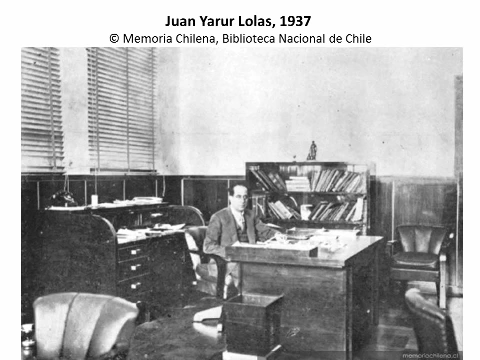 Juan Yarur Lolas, 1937
© Memoria Chilena, Biblioteca Nacional de Chile
memoriachilena.cl